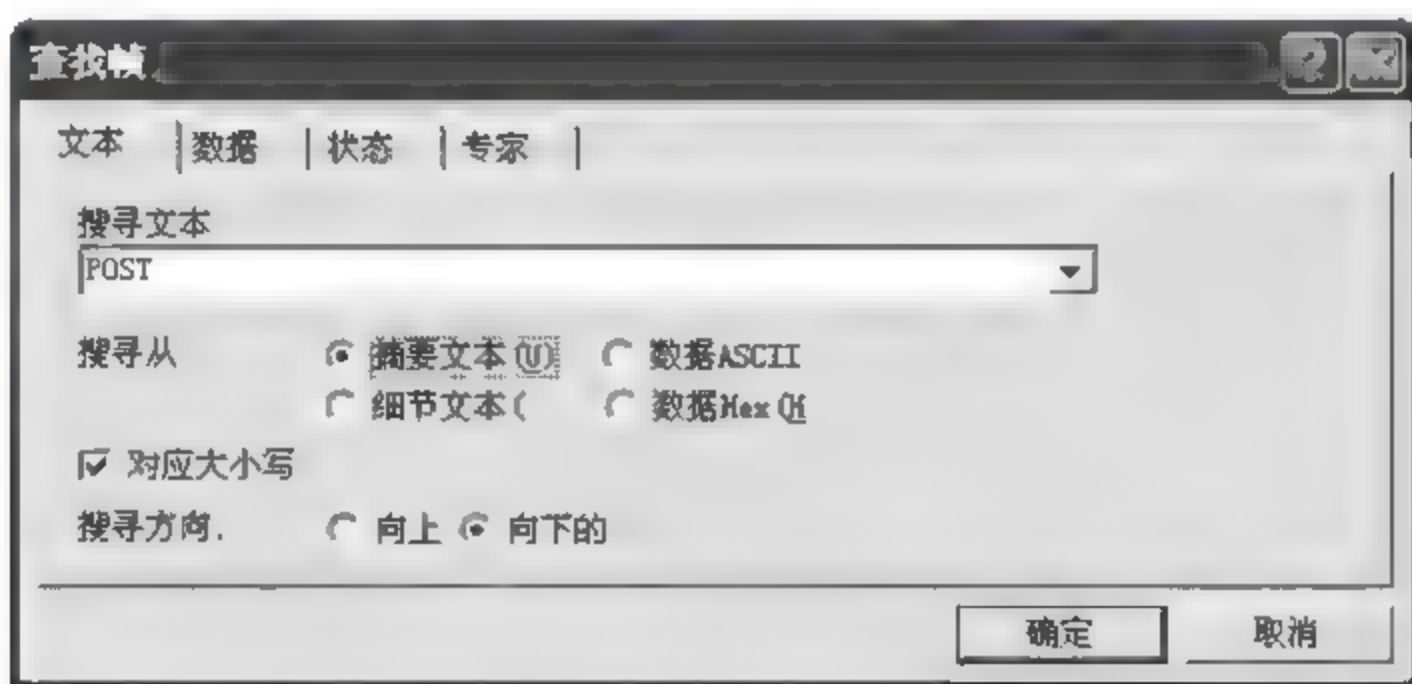 查找帧
文本 数据 状态 专家
搜寻文本
POST
搜寻从 摘要文本(U) 数据ASCII
细节文本( 数据Hex(H
对应大小写
搜寻方向. 向上 向下的
确定 取消